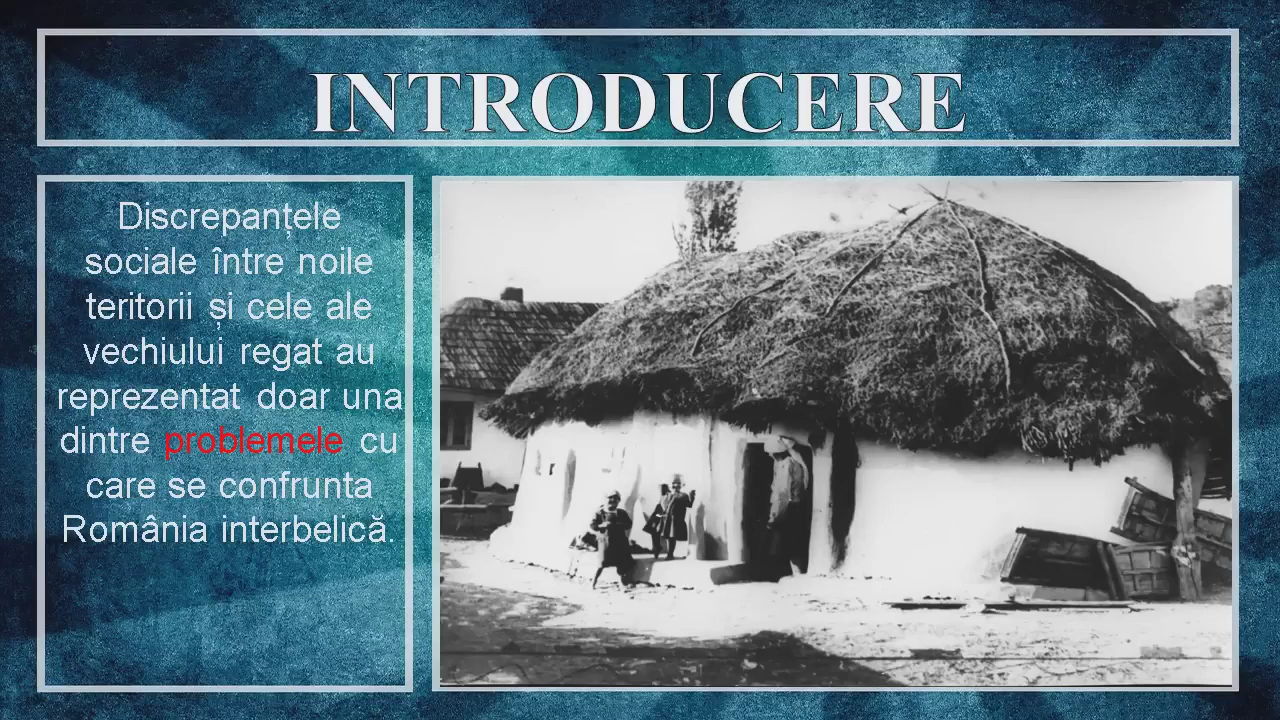 INTRODUCERE
Discrepanțele
sociale între noile
teritorii și cele ale
vechiului regat au
reprezentat doar una
dintre problemele cu
care se confrunta
România interbelică.